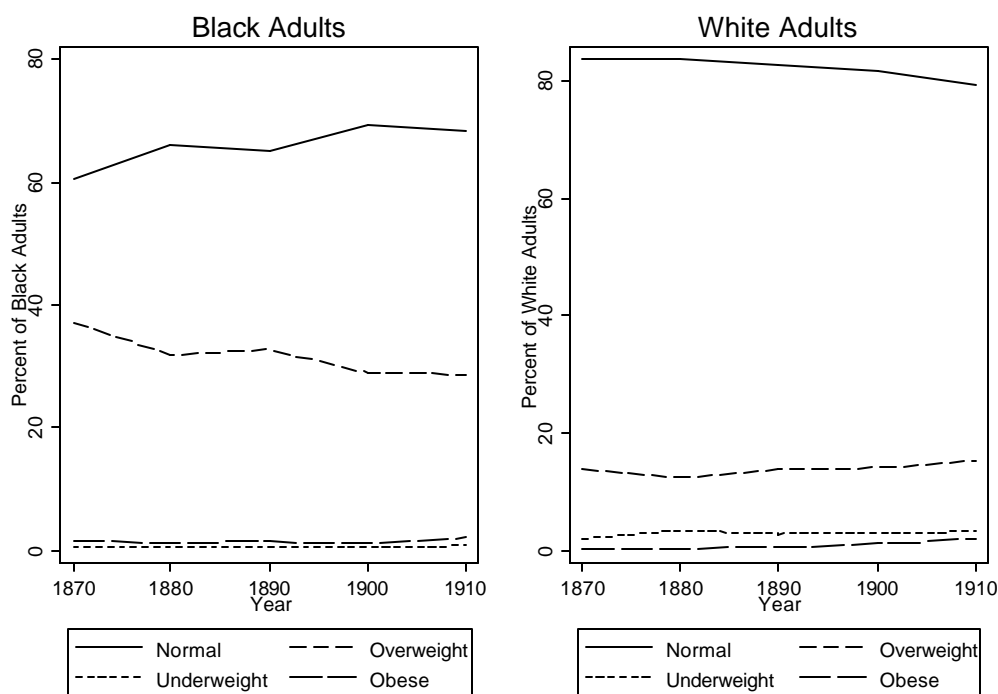 Black Adults
Percent of Black Adults
80
60
40
20
0
1870 1880 1890 1900 1910
Year
Normal Overweight
Underweight Obese
White Adults
Percent of White Adults
80
60
40
20
0
1870 1880 1890 1900 1910
Year
Normal Overweight
Underweight Obese